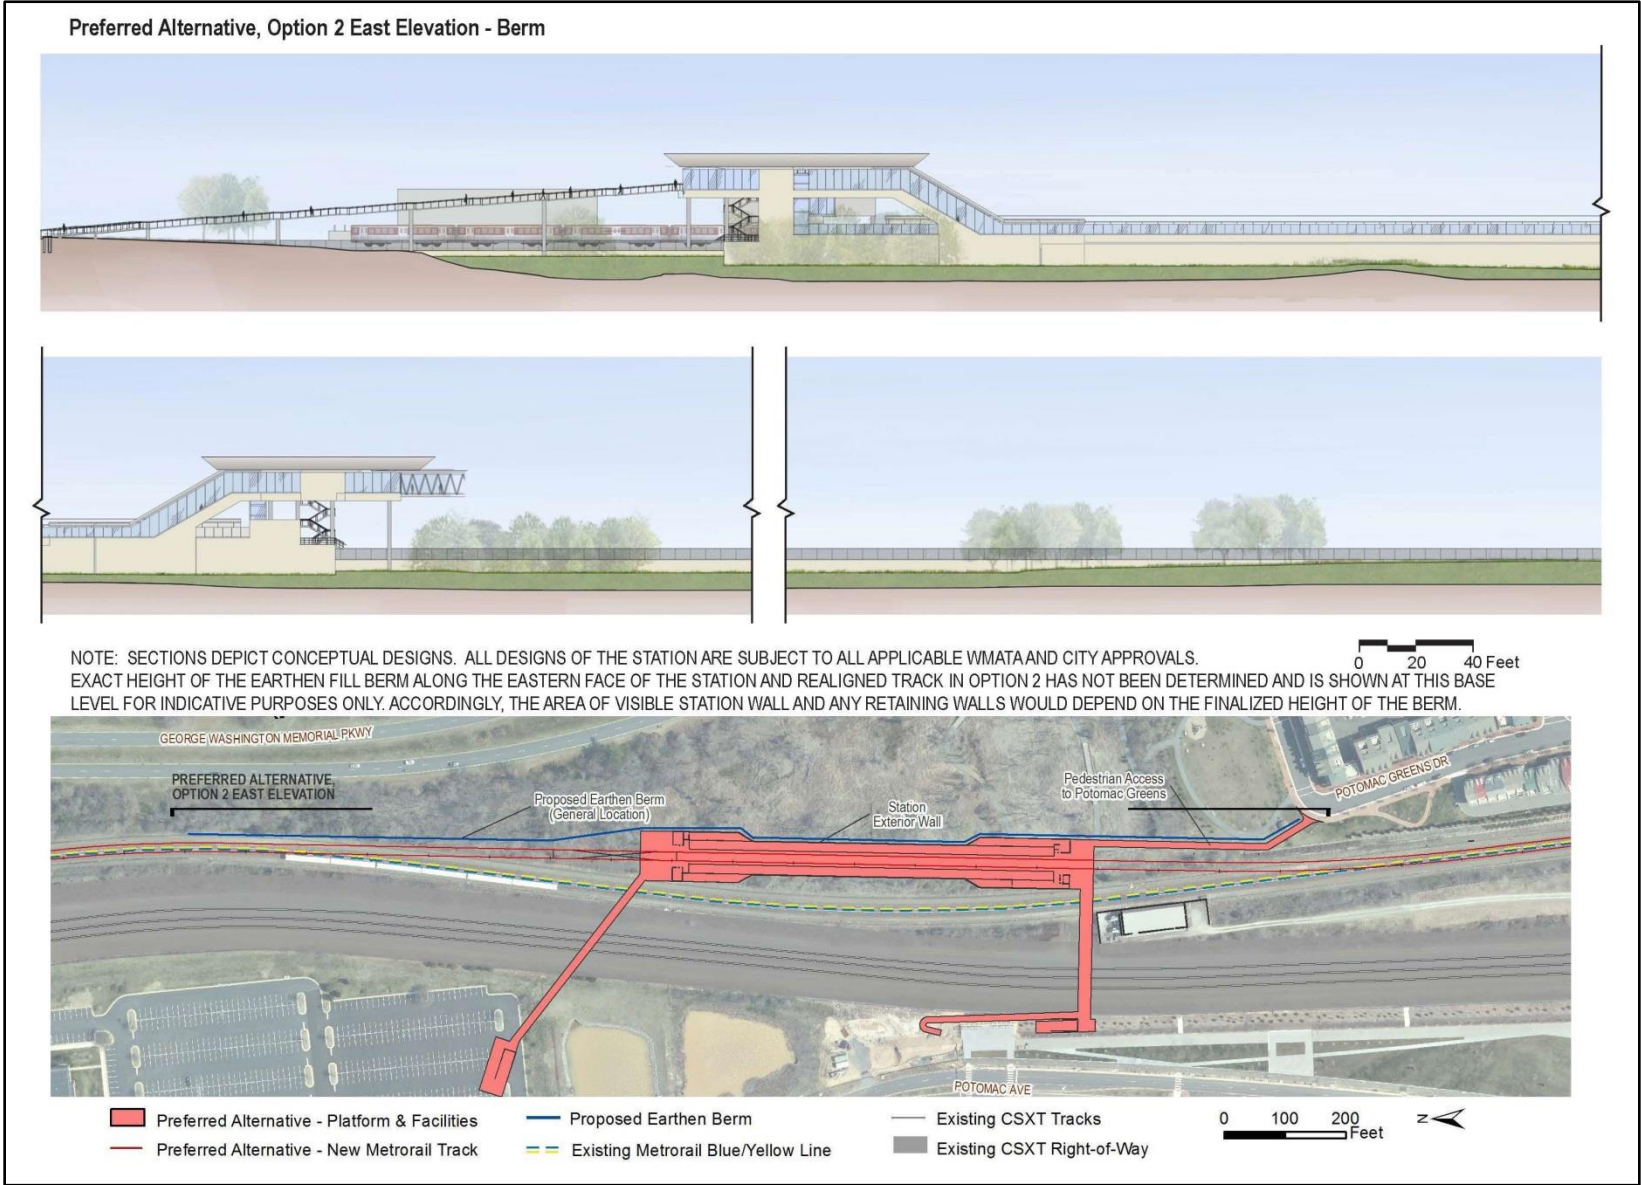 Preferred Alternative, Option 2 East Elevation - Berm
NOTE: SECTIONS DEPICT CONCEPTUAL DESIGNS. ALL DESIGNS OF THE STATION ARE SUBJECT TO ALL APPLICABLE WMATA AND CITY APPROVALS.
EXACT HEIGHT OF THE EARTHEN FILL BERM ALONG THE EASTERN FACE OF THE STATION AND REALIGNED TRACK IN OPTION 2 HAS NOT BEEN DETERMINED AND IS SHOWN AT THIS BASE
LEVEL FOR INDICATIVE PURPOSES ONLY. ACCORDINGLY, THE AREA OF VISIBLE STATION WALL AND ANY RETAINING WALLS WOULD DEPEND ON THE FINALIZED HEIGHT OF THE BERM.
0 20 40 Feet
GEORGE WASHINGTON MEMORIAL PKWY
PREFERRED ALTERNATIVE,
OPTION 2 EAST ELEVATION
Proposed Earthen Berm
(General Location)
Station
Exterior Wall
Pedestrian Access
to Potomac Greens
POTOMAC GREENS DR
POTOMAC AVE
Preferred Alternative - Platform & Facilities
Preferred Alternative - New Metrorail Track
Proposed Earthen Berm
Existing Metrorail Blue/Yellow Line
Existing CSXT Tracks
Existing CSXT Right-of-Way
0 100 200
Feet
N